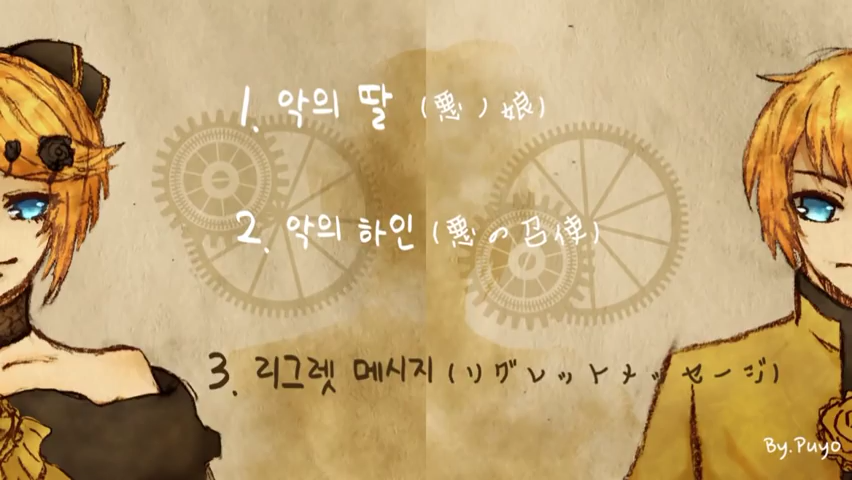 1. 악의 딸 (悪ノ娘)
2. 악의 하인 (悪の召使)
3. 리그렛 메시지 (リグレットメッセージ)
By.Puyo